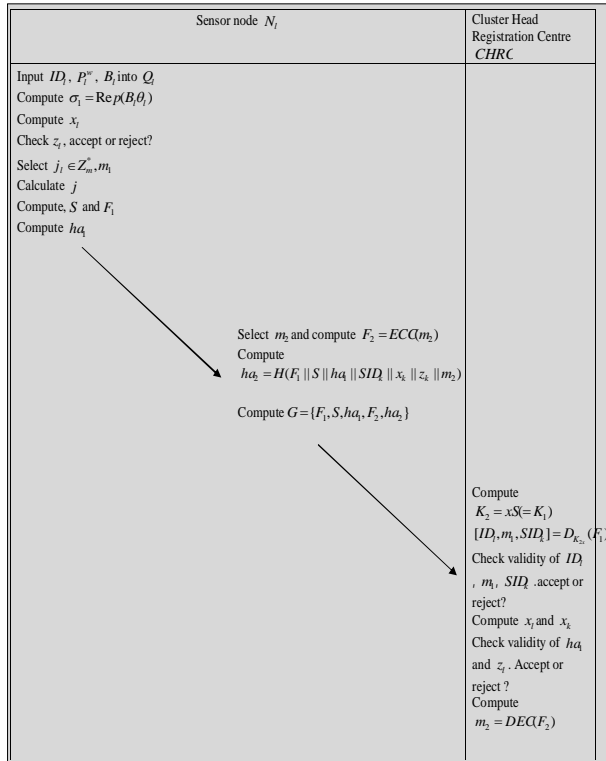 Sensor node N_l
Cluster Head
Registration Centre
CHRC
Input ID_l, P_l^w, B_l into Q_l
Compute σ_1 = Rep(B_lθ_l)
Compute x_l
Check z_l, accept or reject?
Select j_l ∈ Z_m^*, m_1
Calculate j
Compute, S and F_1
Compute ha_1
Select m_2 and compute F_2 = ECC(m_2)
Compute
ha_2 = H(F_1 || S || ha_1 || SID_k || x_k || z_k || m_2)
Compute G = {F_1, S, ha_1, F_2, ha_2}
Compute
K_2 = xS(= K_1)
[ID_l, m_1, SID_k] = D_{K_{2x}}(F_1)
Check validity of ID_l
, m_1, SID_k .accept or
reject?
Compute x_l and x_k
Check validity of ha_1
and z_l . Accept or
reject ?
Compute
m_2 = DEC(F_2)